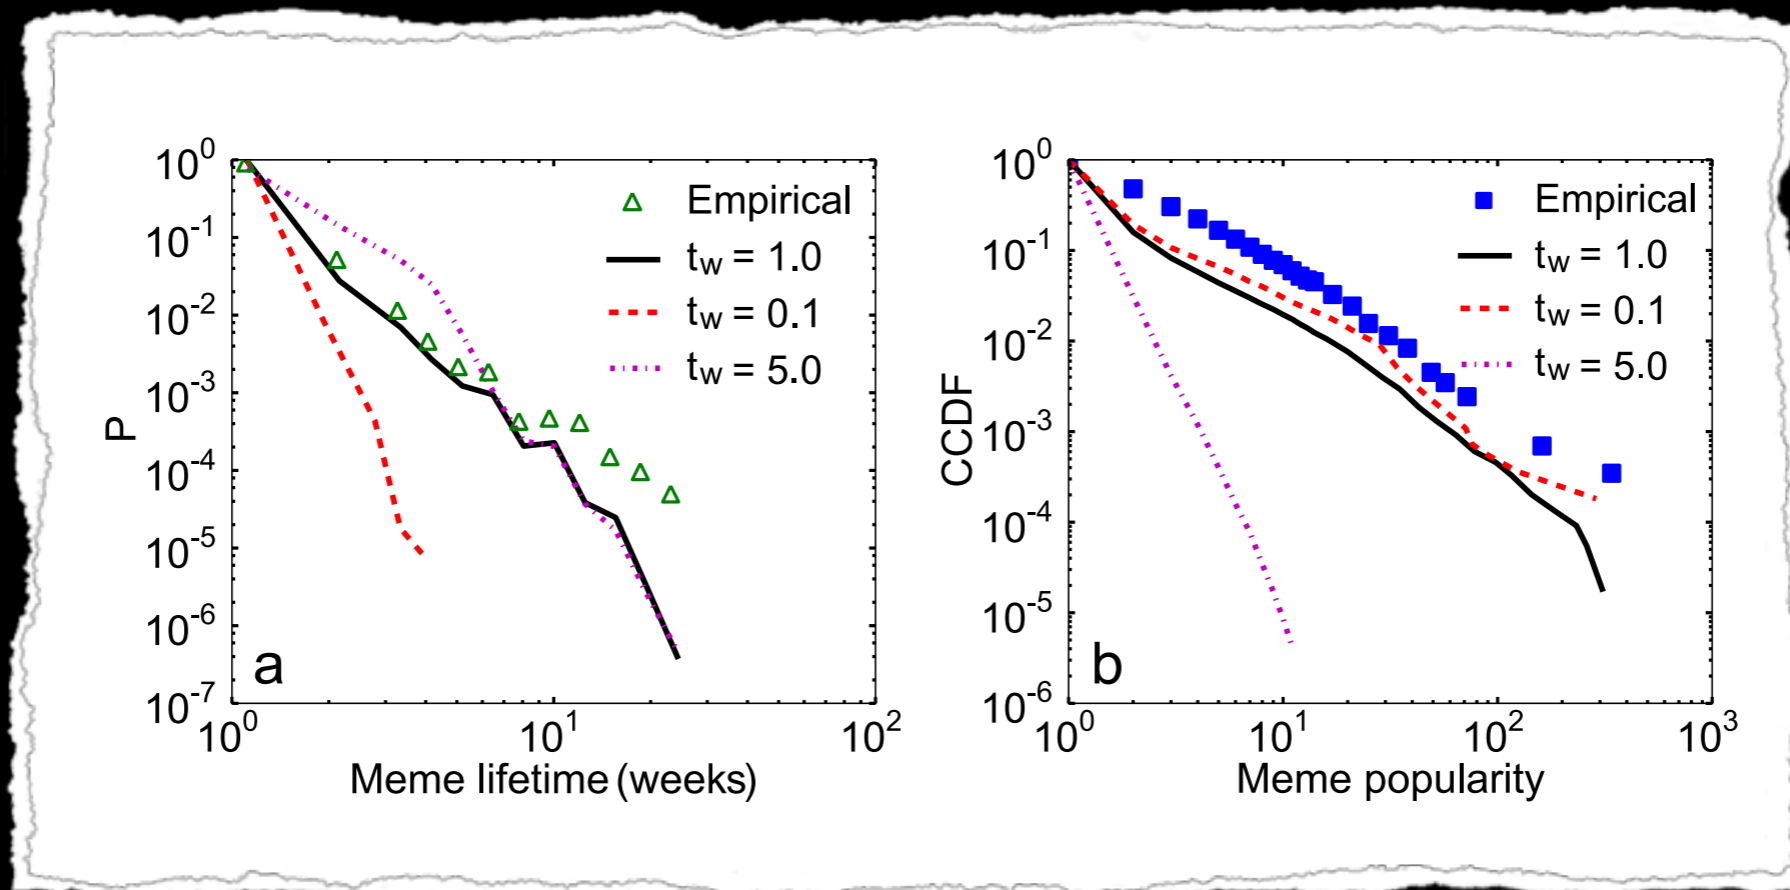 10^0
10^-1
10^-2
10^-3
10^-4
10^-5
10^-6
10^-7
P
Empirical
t_w = 1.0
t_w = 0.1
t_w = 5.0
a
10^0 10^1 10^2
Meme lifetime (weeks)
10^0
10^-1
10^-2
10^-3
10^-4
10^-5
10^-6
CCDF
Empirical
t_w = 1.0
t_w = 0.1
t_w = 5.0
b
10^0 10^1 10^2 10^3
Meme popularity